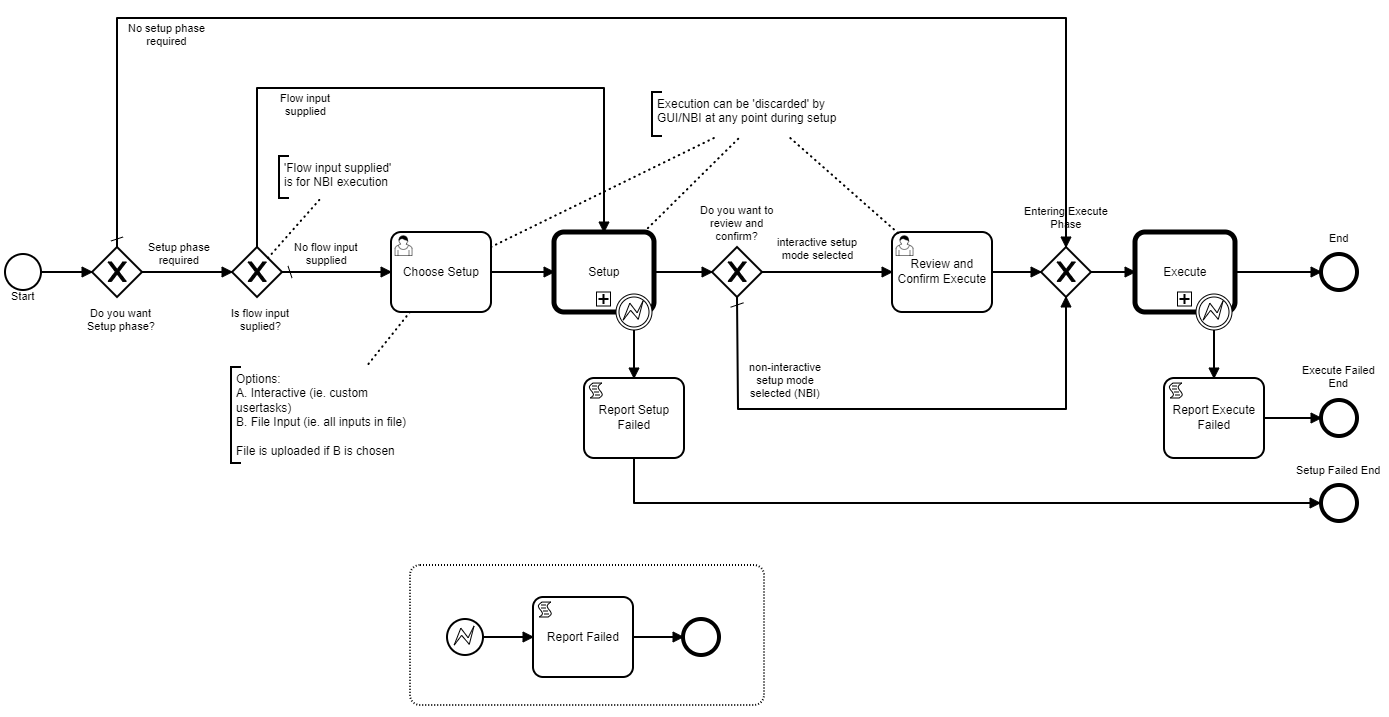 No setup phase
required
Flow input
supplied
Execution can be 'discarded' by
GUI/NBI at any point during setup
'Flow input supplied'
is for NBI execution
Start
Do you want
Setup phase?
Setup phase
required
Is flow input
suplied?
No flow input
supplied
Choose Setup
Options:
A. Interactive (ie. custom
usertasks)
B. File Input (ie. all inputs in file)
File is uploaded if B is chosen
Setup
Report Setup
Failed
Do you want to
review and
confirm?
interactive setup
mode selected
non-interactive
setup mode
selected (NBI)
Review and
Confirm Execute
Entering Execute
Phase
Execute
End
Report Execute
Failed
Execute Failed
End
Setup Failed End
Report Failed